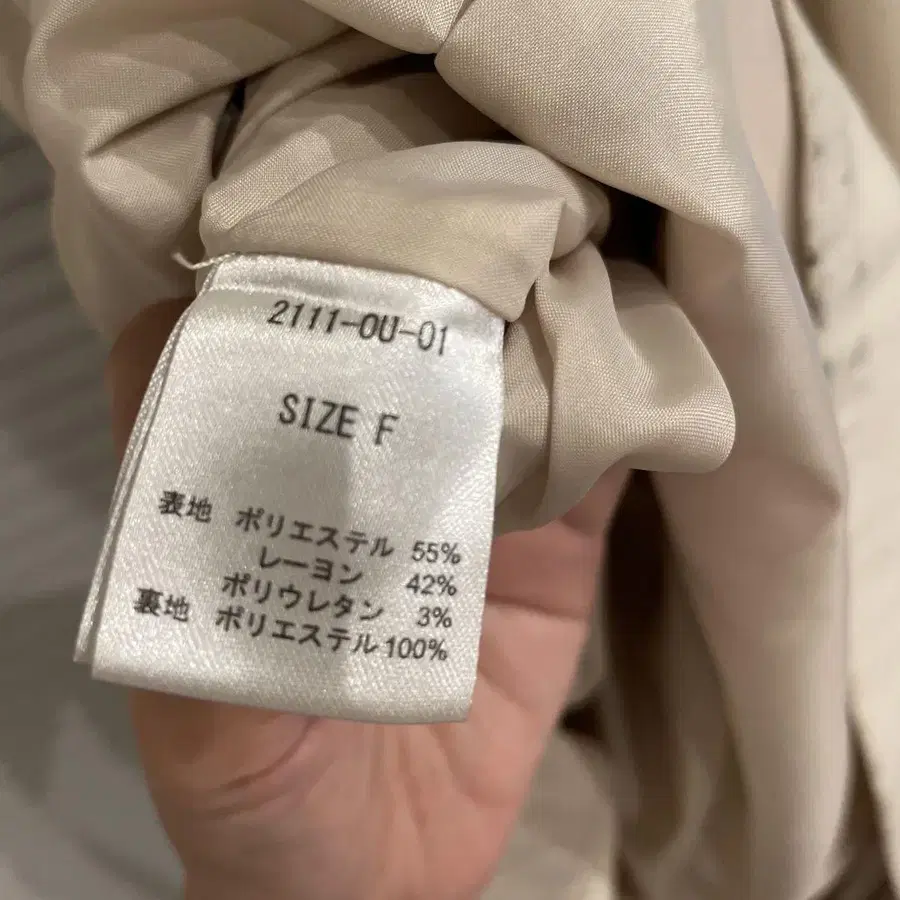 2111-OU-01
SIZE F
表地 ポリエステル 55%
レーヨン 42%
ポリウレタン 3%
裏地 ポリエステル 100%